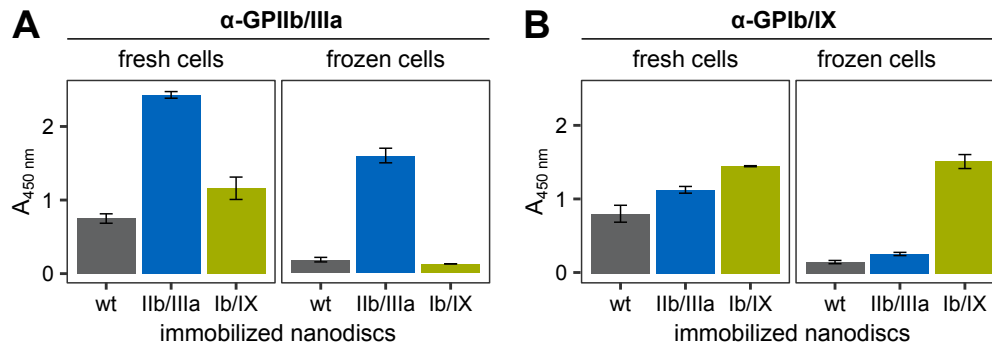 A
α-GPIIb/IIIa
fresh cells
frozen cells
A450 nm
2
1
0
wt
IIb/IIIa
Ib/IX
wt
IIb/IIIa
Ib/IX
immobilized nanodiscs
B
α-GPIb/IX
fresh cells
frozen cells
A450 nm
2
1
0
wt
IIb/IIIa
Ib/IX
wt
IIb/IIIa
Ib/IX
immobilized nanodiscs